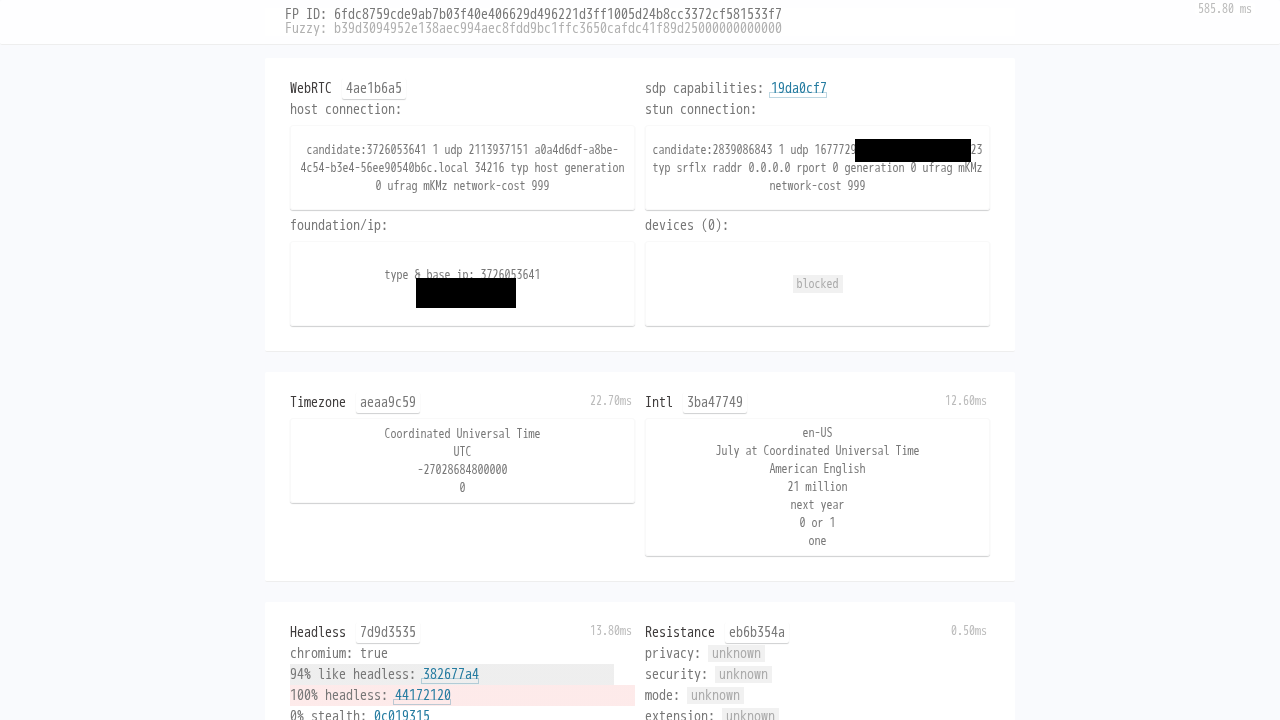 FP ID: 6fdc8759cde9ab7b03f40e406629d496221d3ff1005d24b8cc3372cf581533f7
585.80 ms
Fuzzy: b39d3094952e138aec994aec8fdd9bc1ffc3650cafdc41f89d25000000000000
WebRTC 4ae1b6a5
host connection:
candidate:3726053641 1 udp 2113937151 a0a4d6df-a8be-
4c54-b3e4-56ee90540b6c.local 34216 typ host generation
0 ufrag mKMz network-cost 999
foundation/ip:
type & base ip: 3726053641
sdp capabilities: 19da0cf7
stun connection:
candidate:2839086843 1 udp 1677729 23
typ srflx raddr 0.0.0.0 rport 0 generation 0 ufrag mKMz
network-cost 999
devices (0):
blocked
Timezone aeaa9c59 22.70ms
Coordinated Universal Time
UTC
-27028684800000
0
Intl 3ba47749 12.60ms
en-US
July at Coordinated Universal Time
American English
21 million
next year
0 or 1
one
Headless 7d9d3535 13.80ms
chromium: true
94% like headless: 382677a4
100% headless: 44172120
0% stealth: 0c019315
Resistance eb6b354a 0.50ms
privacy: unknown
security: unknown
mode: unknown
extension: unknown